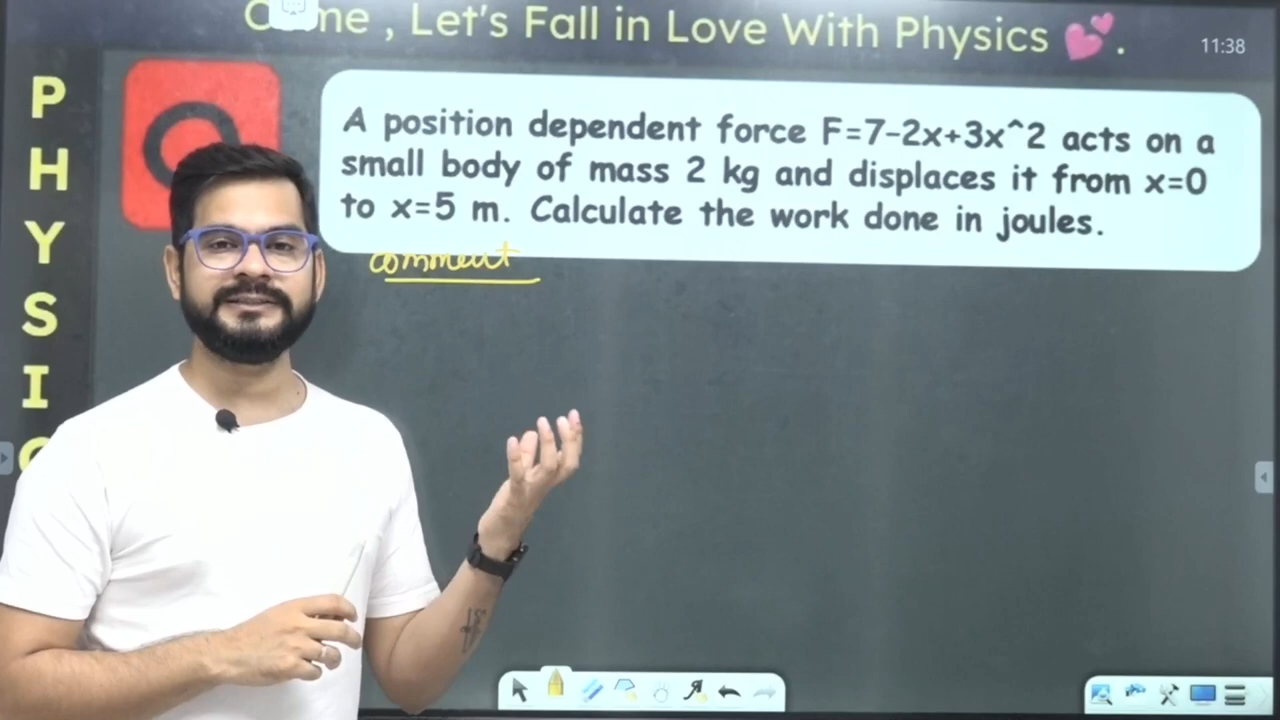 Come , Let's Fall in Love With Physics 💕.
11:38
P
H
Y
S
I
C
Q
A position dependent force F=7-2x+3x^2 acts on a
small body of mass 2 kg and displaces it from x=0
to x=5 m. Calculate the work done in joules.
comment